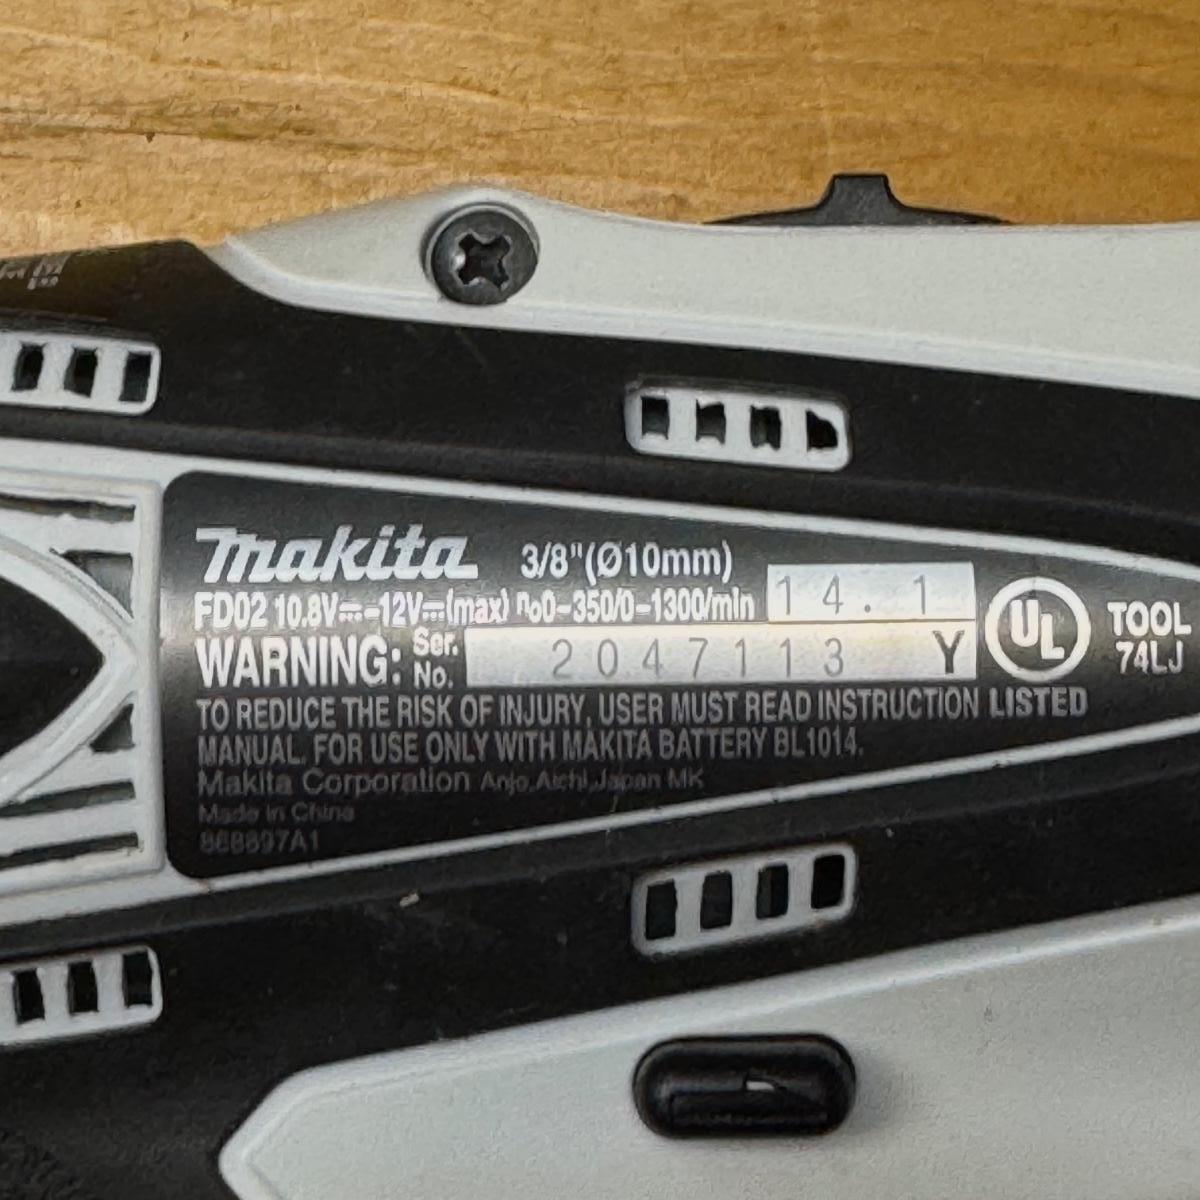 makita 3/8"(Ø10mm)
FD02 10.8V⎓-12V⎓(max) n₀0-350/0-1300/min 14. 1
WARNING: Ser. No. 2047113 Y
UL LISTED
TOOL
74LJ
TO REDUCE THE RISK OF INJURY, USER MUST READ INSTRUCTION
MANUAL. FOR USE ONLY WITH MAKITA BATTERY BL1014.
Makita Corporation Anjo, Aichi, Japan MK
Made in China
868897A1